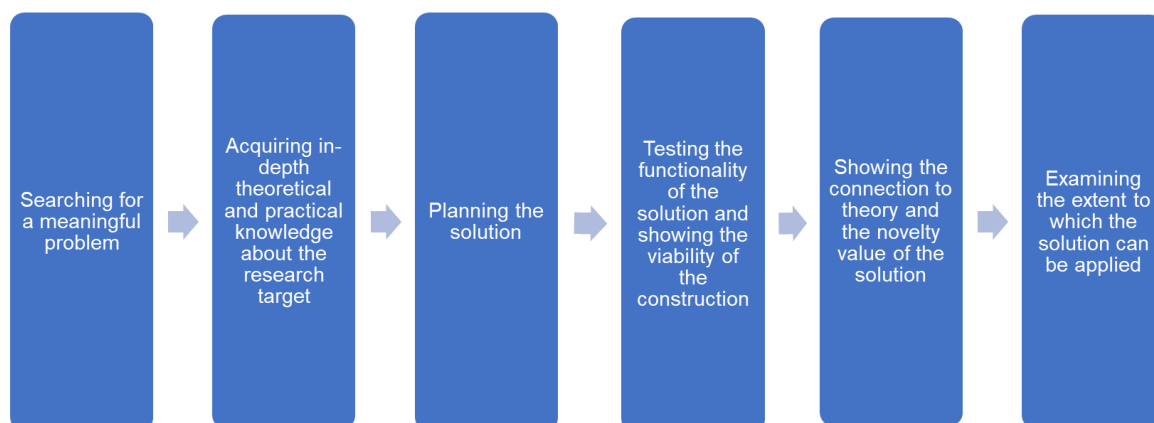 Searching for
a meaningful
problem
Acquiring in-
depth
theoretical
and practical
knowledge
about the
research
target
Planning the
solution
Testing the
functionality
of the
solution and
showing the
viability of
the
construction
Showing the
connection to
theory and
the novelty
value of the
solution
Examining
the extent to
which the
solution can
be applied